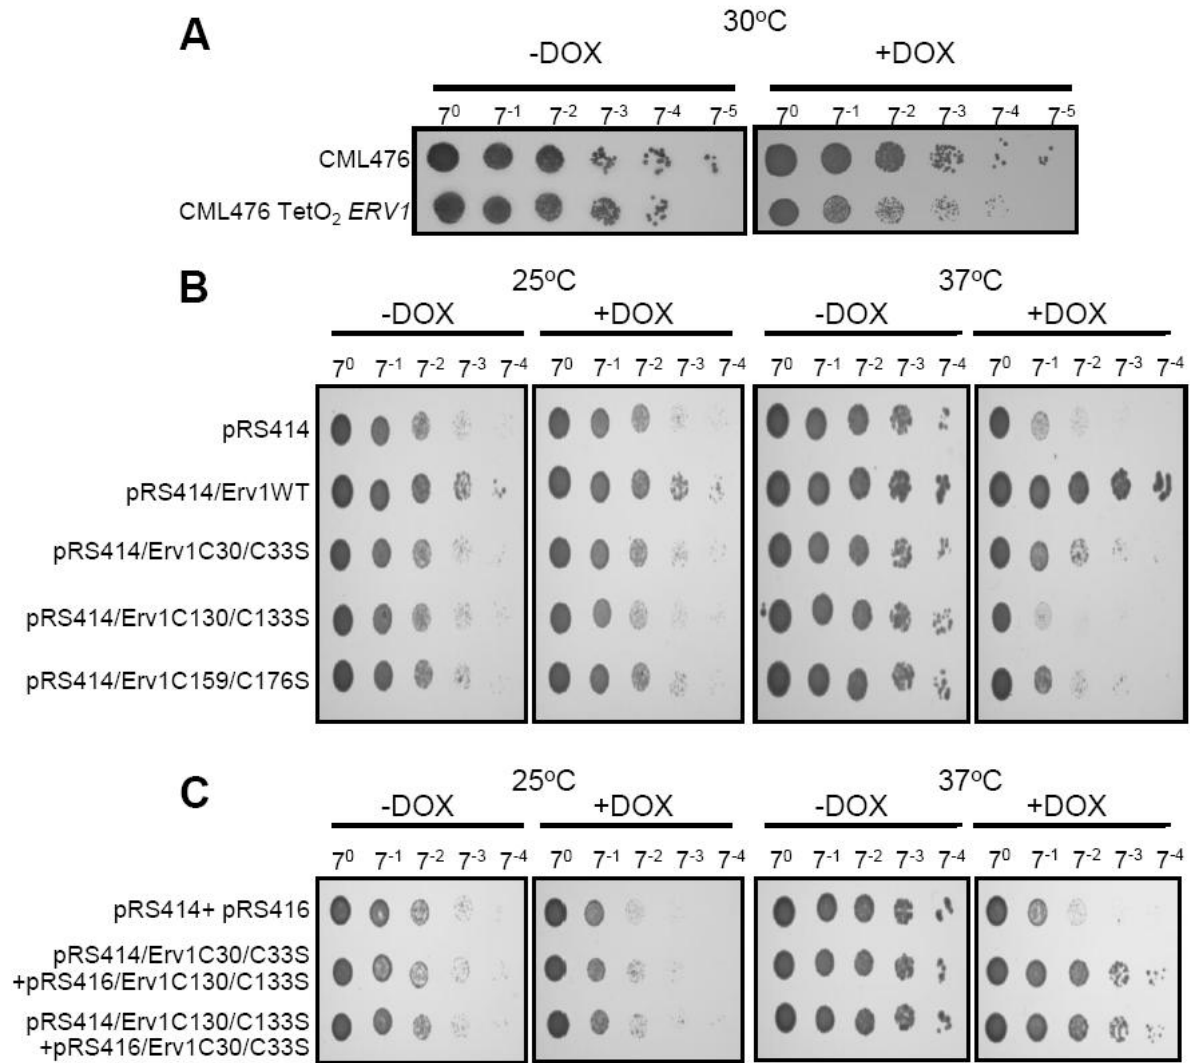 A
30°C
-DOX +DOX
7⁰ 7⁻¹ 7⁻² 7⁻³ 7⁻⁴ 7⁻⁵ 7⁰ 7⁻¹ 7⁻² 7⁻³ 7⁻⁴ 7⁻⁵
CML476
CML476 TetO₂ ERV1
B
25°C 37°C
-DOX +DOX -DOX +DOX
7⁰ 7⁻¹ 7⁻² 7⁻³ 7⁻⁴ 7⁰ 7⁻¹ 7⁻² 7⁻³ 7⁻⁴ 7⁰ 7⁻¹ 7⁻² 7⁻³ 7⁻⁴ 7⁰ 7⁻¹ 7⁻² 7⁻³ 7⁻⁴
pRS414
pRS414/Erv1WT
pRS414/Erv1C30/C33S
pRS414/Erv1C130/C133S
pRS414/Erv1C159/C176S
C
25°C 37°C
-DOX +DOX -DOX +DOX
7⁰ 7⁻¹ 7⁻² 7⁻³ 7⁻⁴ 7⁰ 7⁻¹ 7⁻² 7⁻³ 7⁻⁴ 7⁰ 7⁻¹ 7⁻² 7⁻³ 7⁻⁴ 7⁰ 7⁻¹ 7⁻² 7⁻³ 7⁻⁴
pRS414+ pRS416
pRS414/Erv1C30/C33S
+pRS416/Erv1C130/C133S
pRS414/Erv1C130/C133S
+pRS416/Erv1C30/C33S